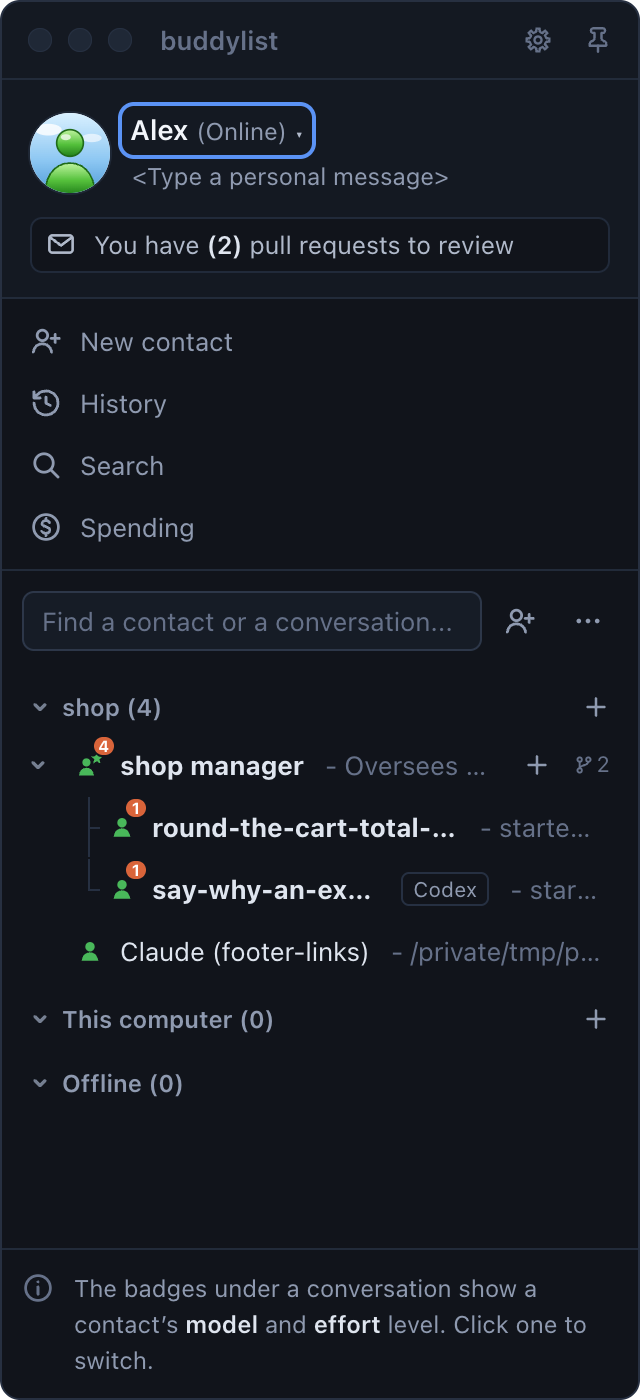 buddylist
Alex (Online)
<Type a personal message>
You have (2) pull requests to review
New contact
History
Search
Spending
Find a contact or a conversation...
shop (4)
4
shop manager - Oversees ... 2
1
round-the-cart-total-... - starte...
1
say-why-an-ex... Codex - star...
Claude (footer-links) - /private/tmp/p...
This computer (0)
Offline (0)
The badges under a conversation show a
contact’s model and effort level. Click one to
switch.